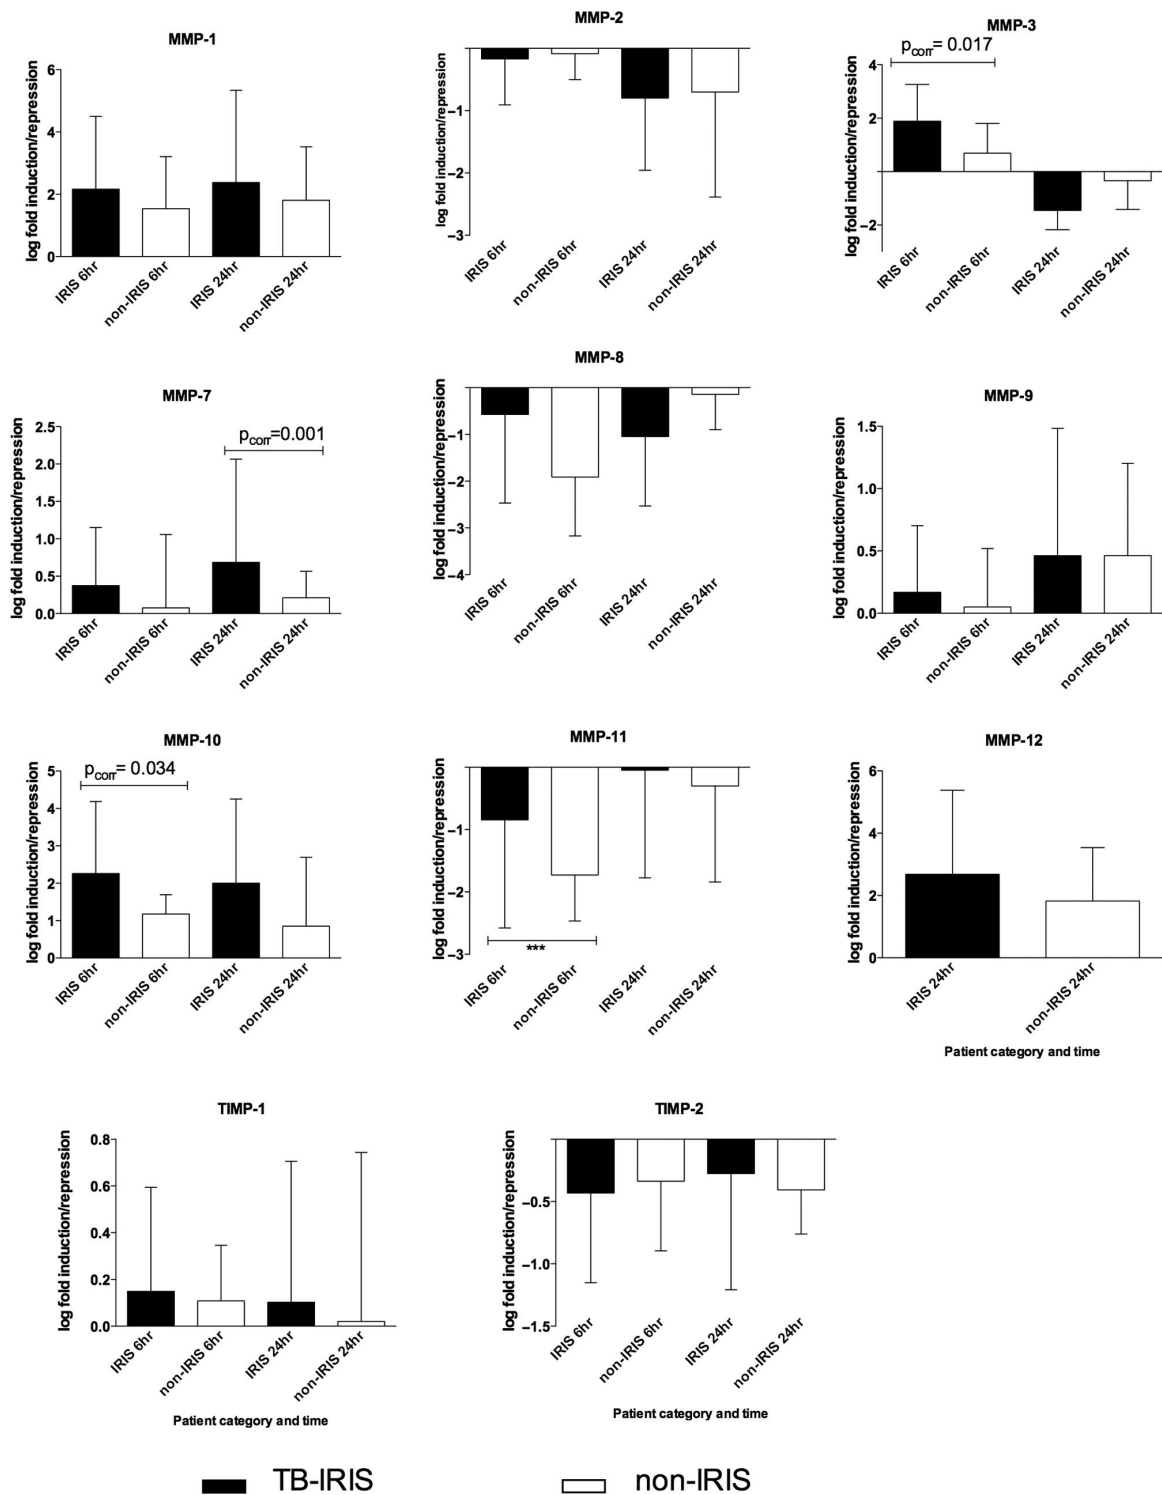 MMP-1
log fold induction/repression
6
4
2
0
IRIS 6hr
non-IRIS 6hr
IRIS 24hr
non-IRIS 24hr
MMP-2
log fold induction/repression
−1
−2
−3
IRIS 6hr
non-IRIS 6hr
IRIS 24hr
non-IRIS 24hr
MMP-3
log fold induction/repression
pcorr= 0.017
4
2
−2
IRIS 6hr
non-IRIS 6hr
IRIS 24hr
non-IRIS 24hr
MMP-7
log fold induction/repression
pcorr=0.001
2.5
2.0
1.5
1.0
0.5
0.0
IRIS 6hr
non-IRIS 6hr
IRIS 24hr
non-IRIS 24hr
MMP-8
log fold induction/repression
−1
−2
−3
−4
IRIS 6hr
non-IRIS 6hr
IRIS 24hr
non-IRIS 24hr
MMP-9
log fold induction/repression
1.5
1.0
0.5
0.0
IRIS 6hr
non-IRIS 6hr
IRIS 24hr
non-IRIS 24hr
MMP-10
log fold induction/repression
pcorr= 0.034
5
4
3
2
1
0
IRIS 6hr
non-IRIS 6hr
IRIS 24hr
non-IRIS 24hr
MMP-11
log fold induction/repression
−1
−2
−3
***
IRIS 6hr
non-IRIS 6hr
IRIS 24hr
non-IRIS 24hr
MMP-12
log fold induction/repression
6
4
2
0
IRIS 24hr
non-IRIS 24hr
Patient category and time
TIMP-1
log fold induction/repression
0.8
0.6
0.4
0.2
0.0
IRIS 6hr
non-IRIS 6hr
IRIS 24hr
non-IRIS 24hr
Patient category and time
TIMP-2
log fold induction/repression
−0.5
−1.0
−1.5
IRIS 6hr
non-IRIS 6hr
IRIS 24hr
non-IRIS 24hr
Patient category and time
TB-IRIS
non-IRIS